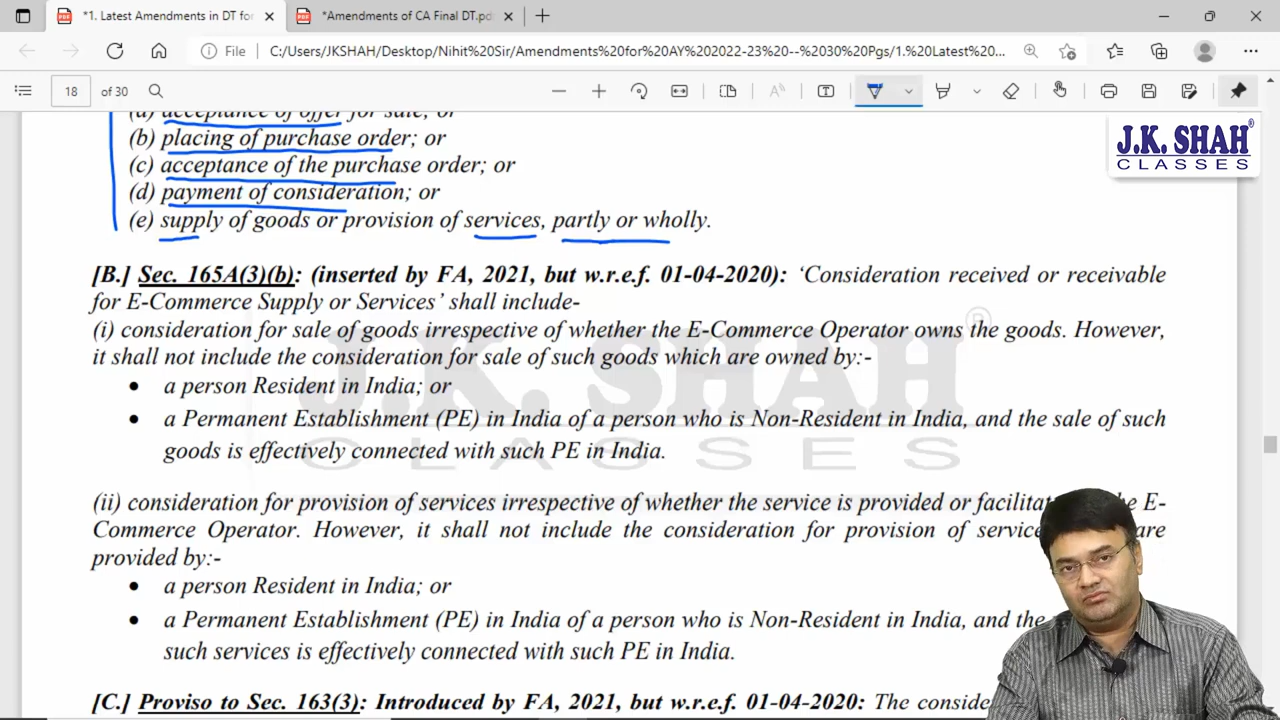 *1. Latest Amendments in DT for
*Amendments of CA Final DT.pdf
File
C:/Users/JKSHAH/Desktop/Nihit%20Sir/Amendments%20for%20AY%202022-23%20--%2030%20Pgs/1.%20Latest%20...
18 of 30
J.K. SHAH®
CLASSES
(a) acceptance of offer for sale; or
(b) placing of purchase order; or
(c) acceptance of the purchase order; or
(d) payment of consideration; or
(e) supply of goods or provision of services, partly or wholly.
[B.] Sec. 165A(3)(b): (inserted by FA, 2021, but w.r.e.f. 01-04-2020): ‘Consideration received or receivable
for E-Commerce Supply or Services’ shall include-
(i) consideration for sale of goods irrespective of whether the E-Commerce Operator owns the goods. However,
it shall not include the consideration for sale of such goods which are owned by:-
• a person Resident in India; or
• a Permanent Establishment (PE) in India of a person who is Non-Resident in India, and the sale of such
goods is effectively connected with such PE in India.
J.K. SHAH®
CLASSES
(ii) consideration for provision of services irrespective of whether the service is provided or the E-
Commerce Operator. However, it shall not include the consideration for provision of are
provided by:-
• a person Resident in India; or
• a Permanent Establishment (PE) in India of a person who is Non-Resident in India, and the
such services is effectively connected with such PE in India.
[C.] Proviso to Sec. 163(3): Introduced by FA, 2021, but w.r.e.f. 01-04-2020: The